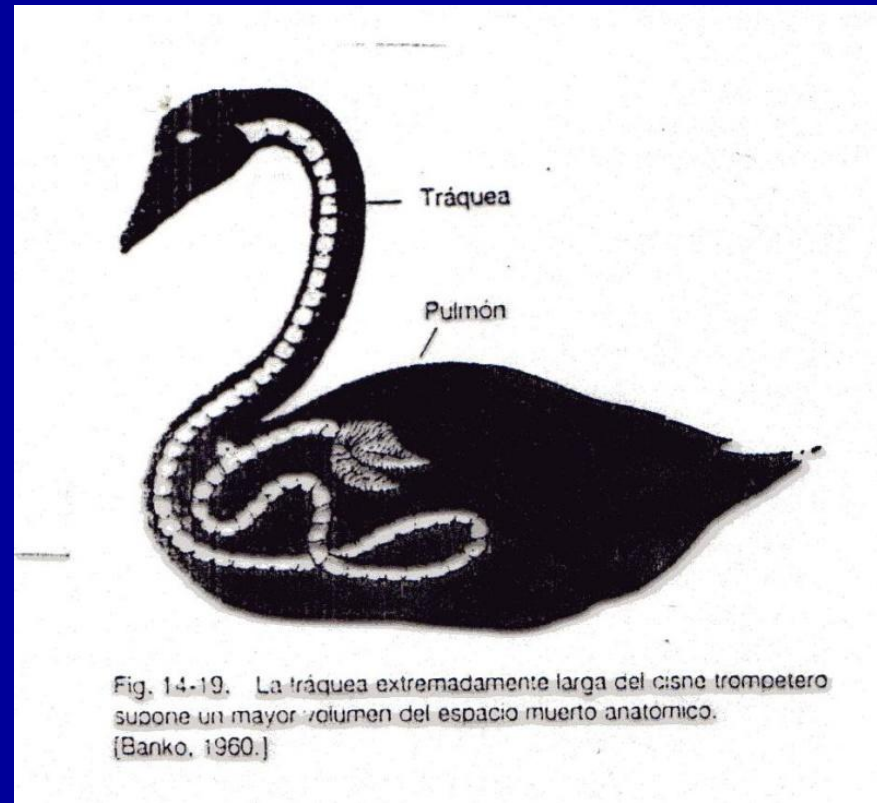 Tráquea
Pulmón
Fig. 14-19. La tráquea extremadamente larga del cisne trompetero
supone un mayor volumen del espacio muerto anatómico.
[Banko, 1960.]